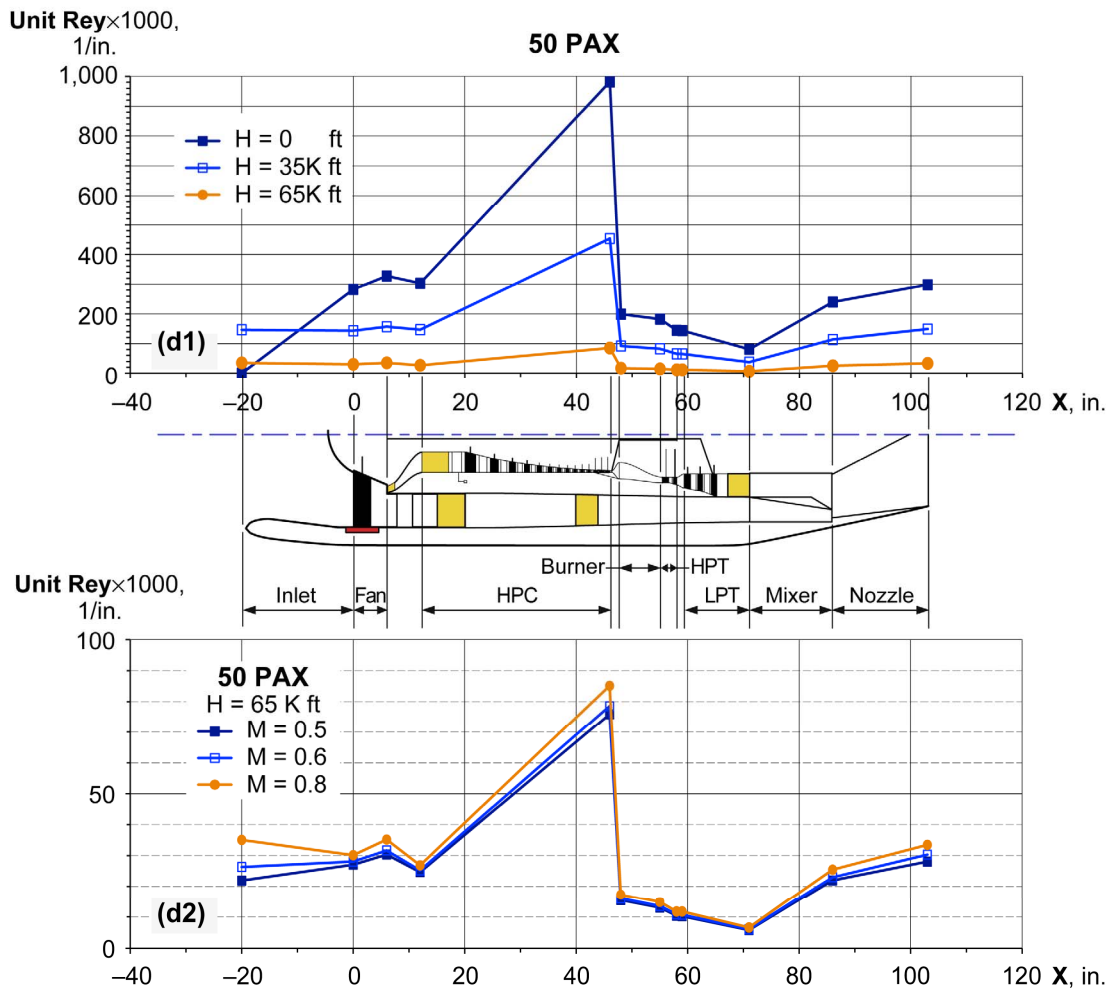 Unit Rey×1000,
1/in.
50 PAX
1,000
800
600
400
200
0
H = 0 ft
H = 35K ft
H = 65K ft
(d1)
–40 –20 0 20 40 60 80 100 120 X, in.
Burner HPT
Inlet Fan HPC LPT Mixer Nozzle
Unit Rey×1000,
1/in.
100
50
0
50 PAX
H = 65 K ft
M = 0.5
M = 0.6
M = 0.8
(d2)
–40 –20 0 20 40 60 80 100 120 X, in.